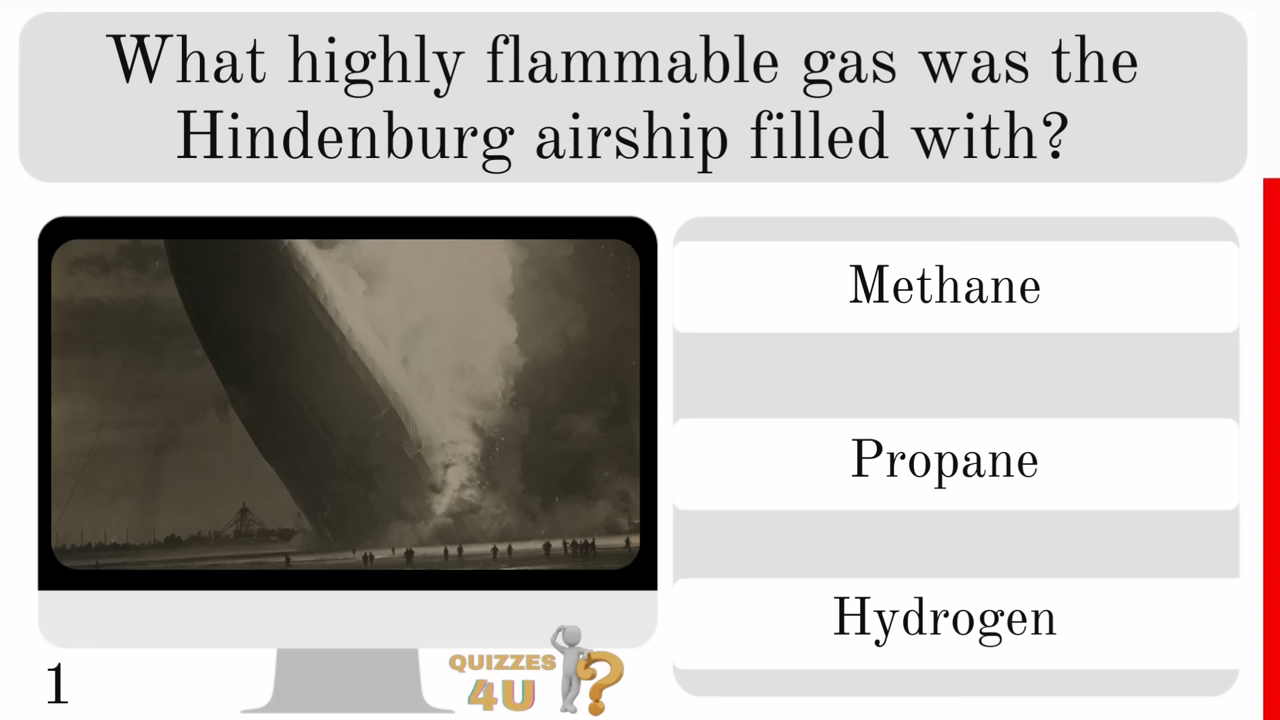 What highly flammable gas was the
Hindenburg airship filled with?
Methane
Propane
Hydrogen
1
QUIZZES
4U
?